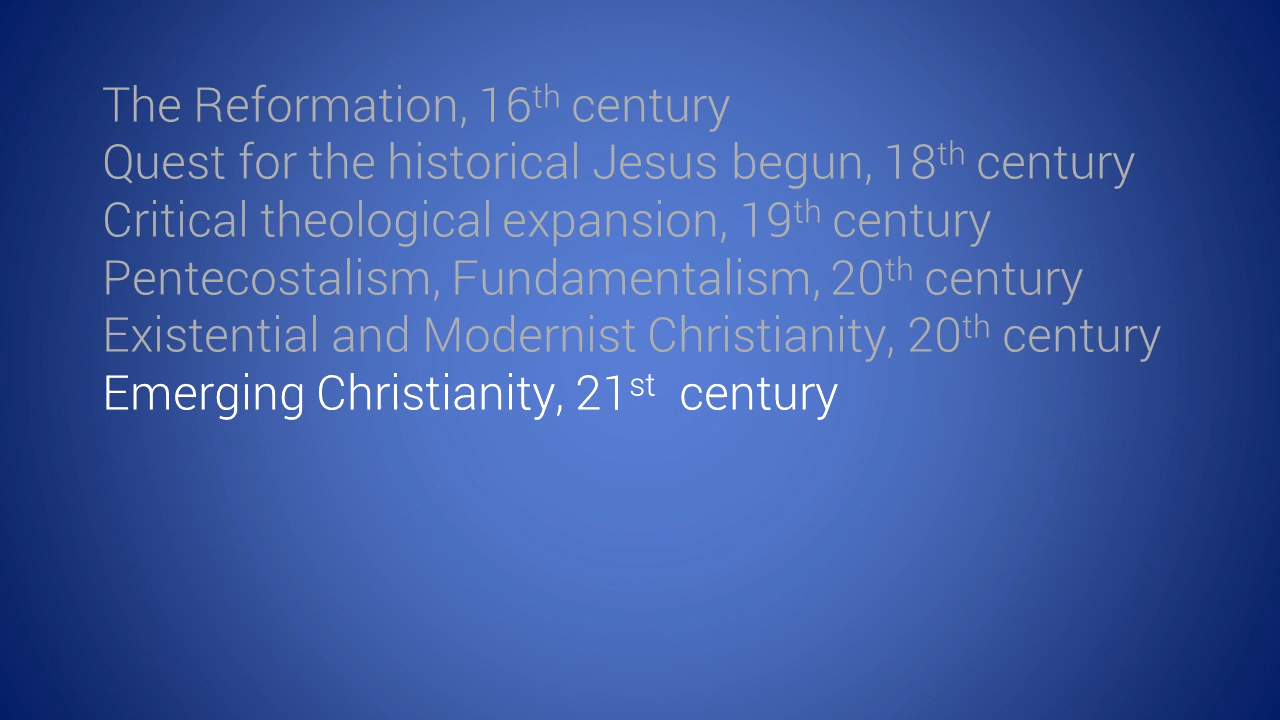 The Reformation, 16th century
Quest for the historical Jesus begun, 18th century
Critical theological expansion, 19th century
Pentecostalism, Fundamentalism, 20th century
Existential and Modernist Christianity, 20th century
Emerging Christianity, 21st century